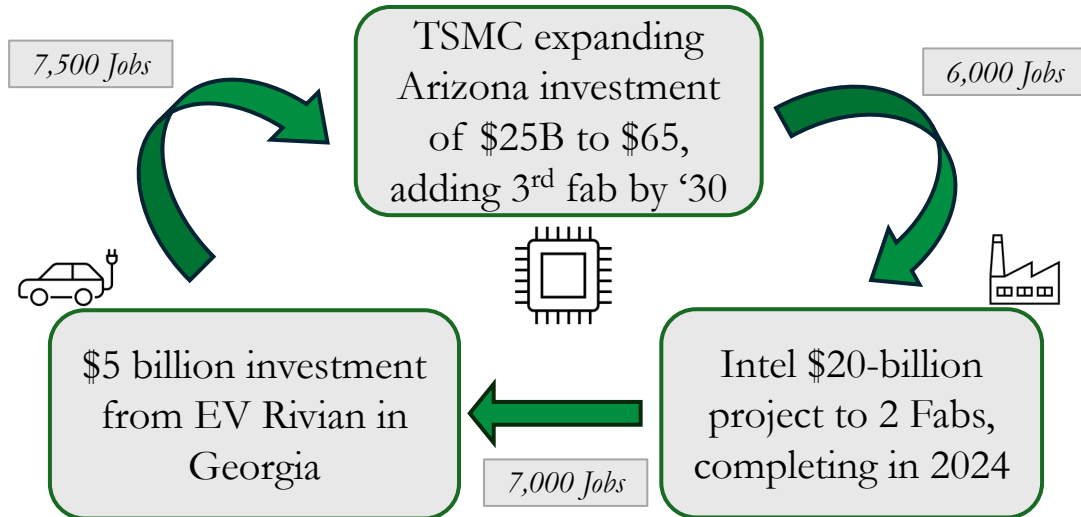 7,500 Jobs
TSMC expanding
Arizona investment
of $25B to $65,
adding 3rd fab by ‘30
6,000 Jobs
$5 billion investment
from EV Rivian in
Georgia
7,000 Jobs
Intel $20-billion
project to 2 Fabs,
completing in 2024